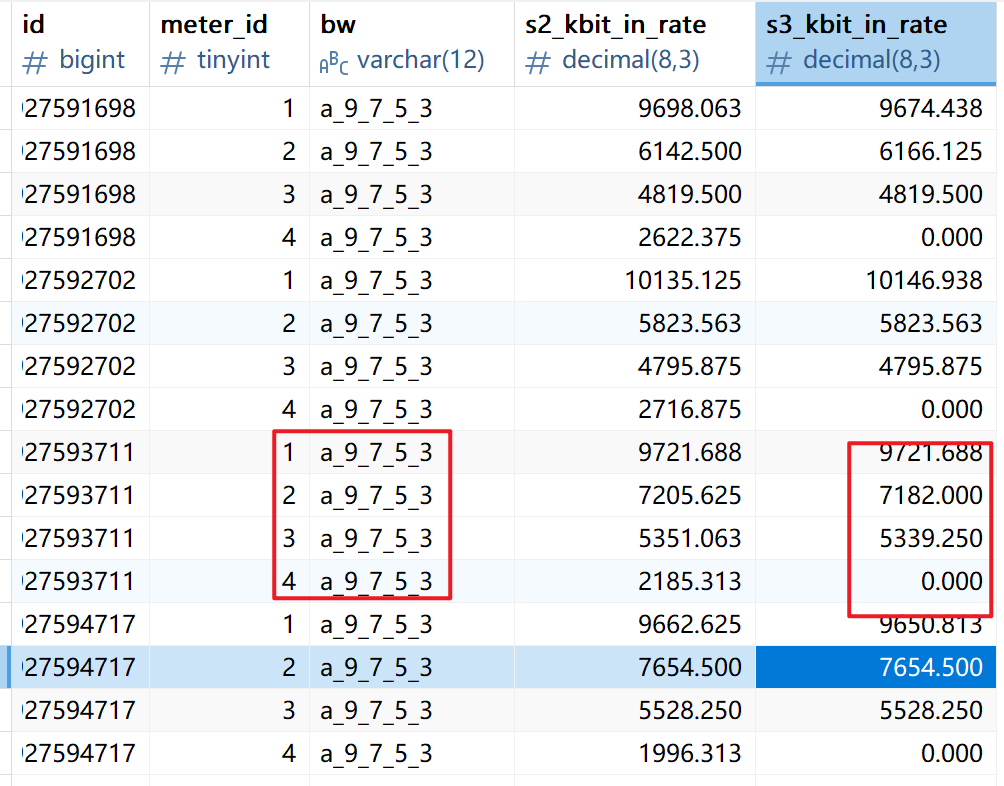 id meter_id bw s2_kbit_in_rate s3_kbit_in_rate
# bigint # tinyint ABC varchar(12) # decimal(8,3) # decimal(8,3)
27591698 1 a_9_7_5_3 9698.063 9674.438
27591698 2 a_9_7_5_3 6142.500 6166.125
27591698 3 a_9_7_5_3 4819.500 4819.500
27591698 4 a_9_7_5_3 2622.375 0.000
27592702 1 a_9_7_5_3 10135.125 10146.938
27592702 2 a_9_7_5_3 5823.563 5823.563
27592702 3 a_9_7_5_3 4795.875 4795.875
27592702 4 a_9_7_5_3 2716.875 0.000
27593711 1 a_9_7_5_3 9721.688 9721.688
27593711 2 a_9_7_5_3 7205.625 7182.000
27593711 3 a_9_7_5_3 5351.063 5339.250
27593711 4 a_9_7_5_3 2185.313 0.000
27594717 1 a_9_7_5_3 9662.625 9650.813
27594717 2 a_9_7_5_3 7654.500 7654.500
27594717 3 a_9_7_5_3 5528.250 5528.250
27594717 4 a_9_7_5_3 1996.313 0.000